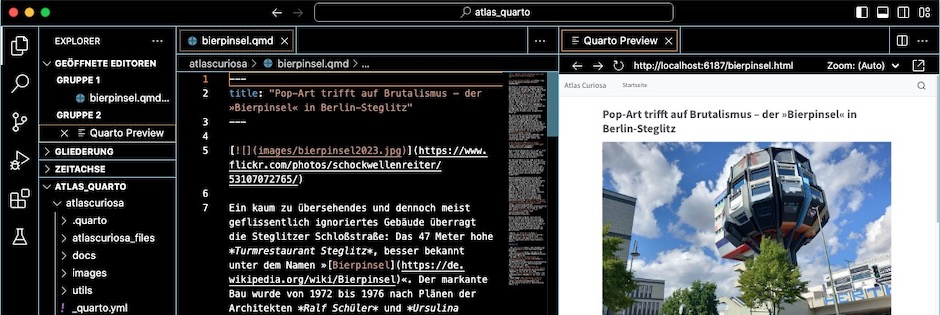 atlas_quarto
EXPLORER
GEÖFFNETE EDITOREN
GRUPPE 1
bierpinsel.qmd...
GRUPPE 2
Quarto Preview
GLIEDERUNG
ZEITACHSE
ATLAS_QUARTO
atlascuriosa
.quarto
atlascuriosa_files
docs
images
utils
_quarto.yml
bierpinsel.qmd
atlascuriosa > bierpinsel.qmd > ...
1 ---
2 title: "Pop-Art trifft auf Brutalismus – der
»Bierpinsel« in Berlin-Steglitz"
3 ---
4
5 [![](images/bierpinsel2023.jpg)](https://www.
flickr.com/photos/schockwellenreiter/
53107072765/)
6
7 Ein kaum zu übersehendes und dennoch meist
geflissentlich ignoriertes Gebäude überragt
die Steglitzer Schloßstraße: Das 47 Meter hohe
*Turmrestaurant Steglitz*, besser bekannt
unter dem Namen »[Bierpinsel](https://de.
wikipedia.org/wiki/Bierpinsel)«. Der markante
Bau wurde von 1972 bis 1976 nach Plänen der
Architekten *Ralf Schüler* und *Ursulina
Quarto Preview
http://localhost:6187/bierpinsel.html
Zoom: (Auto)
Atlas Curiosa
Startseite
Pop-Art trifft auf Brutalismus – der »Bierpinsel« in
Berlin-Steglitz